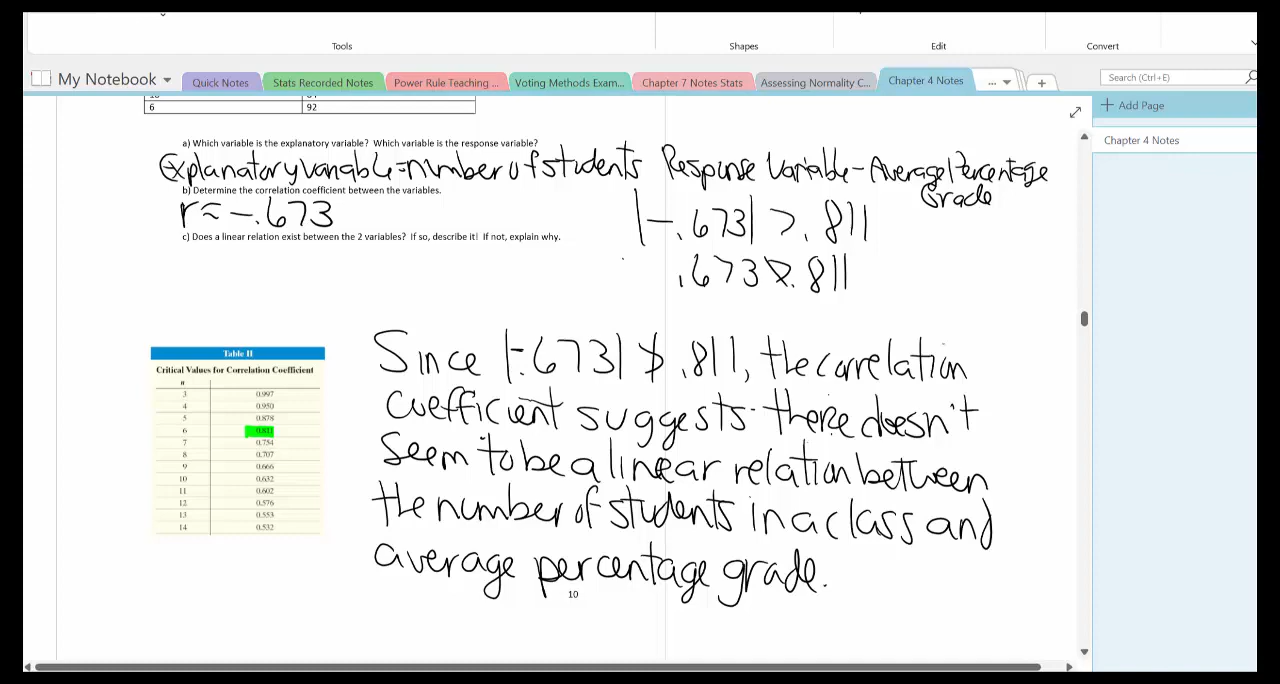 Tools Shapes Edit Convert
My Notebook Quick Notes Stats Recorded Notes Power Rule Teaching ... Voting Methods Exam... Chapter 7 Notes Stats Assessing Normality C... Chapter 4 Notes ... + Search (Ctrl+E)
+ Add Page
Chapter 4 Notes
6 92
a) Which variable is the explanatory variable? Which variable is the response variable?
Explanatory variable=number of students Response Variable-Average Percentage
Grade
b) Determine the correlation coefficient between the variables.
r≈-.673
|-.673| > .811
c) Does a linear relation exist between the 2 variables? If so, describe it! If not, explain why.
.673 ≯ .811
Table II
Critical Values for Correlation Coefficient
n
3 0.997
4 0.950
5 0.878
6 0.811
7 0.754
8 0.707
9 0.666
10 0.632
11 0.602
12 0.576
13 0.553
14 0.532
Since |-.673| ≯ .811, the correlation
coefficient suggests there doesn't
seem to be a linear relation between
the number of students in a class and
average percentage grade.
10